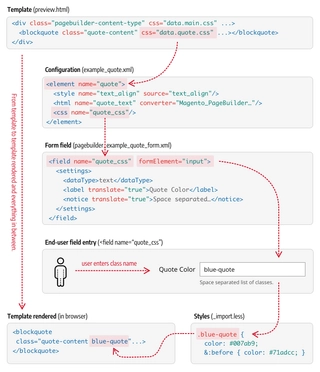 Template (preview.html)
<div class="pagebuilder-content-type" css="data.main.css" ...>
<blockquote class="quote-content" css="data.quote.css"...></blockquote>
</div>
From template to template rendered and everything in between.
Configuration (example_quote.xml)
<element name="quote">
<style name="text_align" source="text_align"/>
<html name="quote_text" converter="Magento_PageBuilder…"/>
<css name="quote_css"/>
</element>
Form field (pagebuilder_example_quote_form.xml)
<field name="quote_css" formElement="input">
<settings>
<dataType>text</dataType>
<label translate="true">Quote Color</label>
<notice translate="true">Space separated…</notice>
</settings>
</field>
End-user field entry (<field name="quote_css")
user enters class name
Quote Color
blue-quote
Space separated list of classes.
Template rendered (in browser)
<blockquote
class="quote-content blue-quote"...>
</blockquote>
Styles (_import.less)
.blue-quote {
color: #007ab9;
&:before { color: #71adcc; }